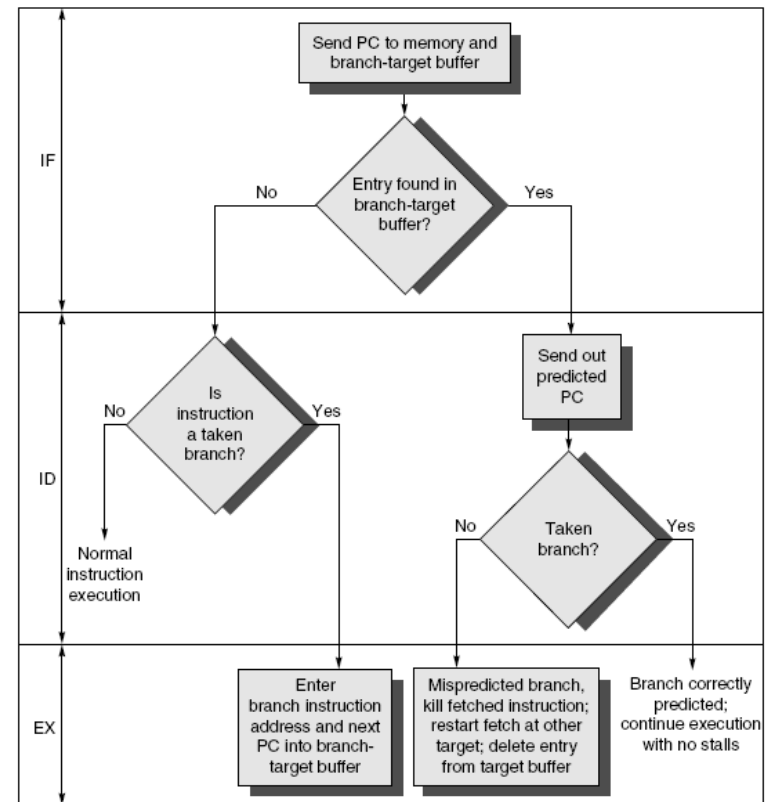 Send PC to memory and
branch-target buffer
IF
No
Entry found in
branch-target
buffer?
Yes
Send out
predicted
PC
Is
instruction
a taken
branch?
No
Yes
ID
No
Taken
branch?
Yes
Normal
instruction
execution
EX
Enter
branch instruction
address and next
PC into branch-
target buffer
Mispredicted branch,
kill fetched instruction;
restart fetch at other
target; delete entry
from target buffer
Branch correctly
predicted;
continue execution
with no stalls